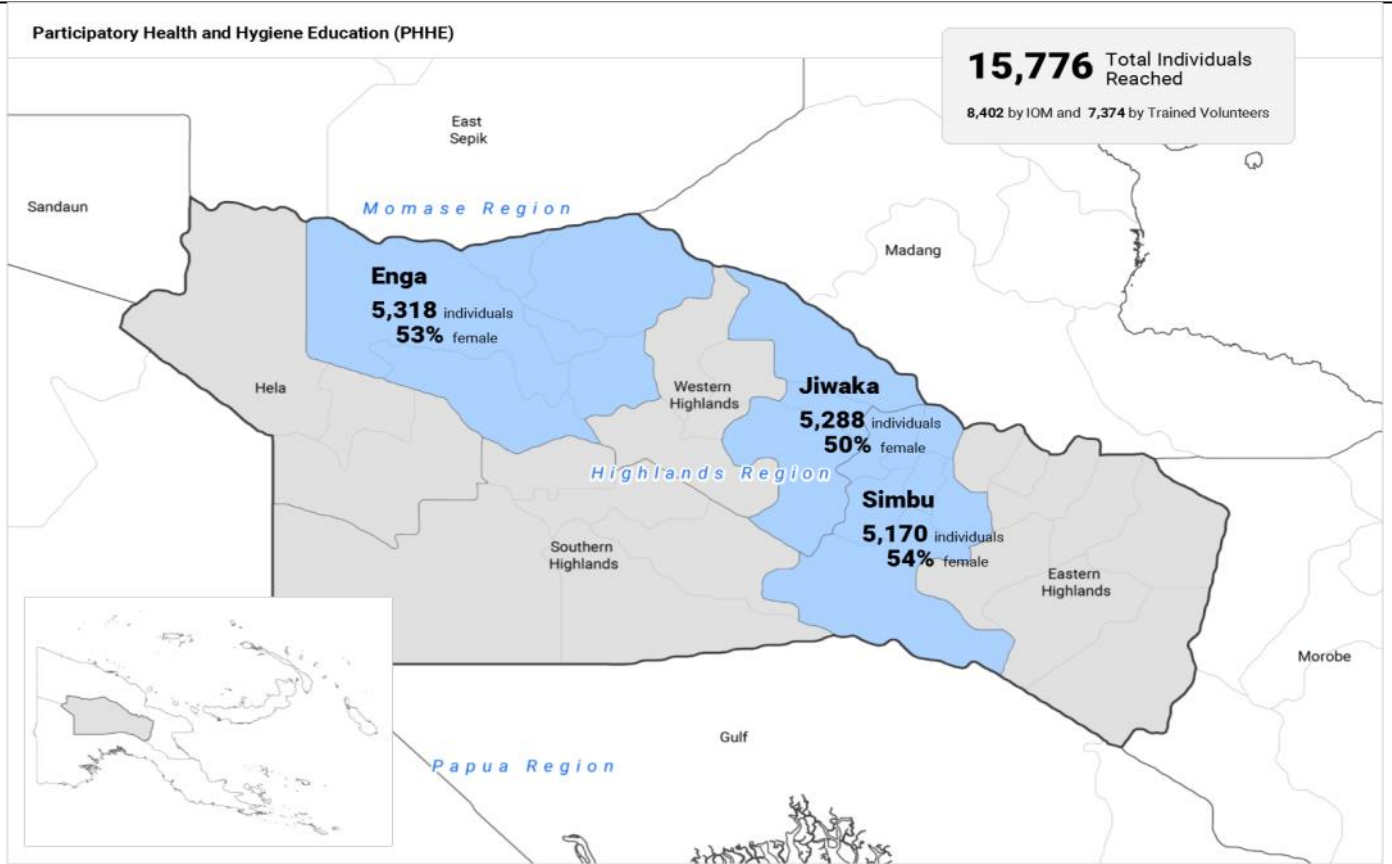 Participatory Health and Hygiene Education (PHHE)
15,776 Total Individuals
Reached
8,402 by IOM and 7,374 by Trained Volunteers
East
Sepik
Sandaun
Momase Region
Madang
Enga
5,318 individuals
53% female
Hela
Western
Highlands
Jiwaka
5,288 individuals
50% female
Highlands Region
Simbu
5,170 individuals
54% female
Southern
Highlands
Eastern
Highlands
Morobe
Gulf
Papua Region